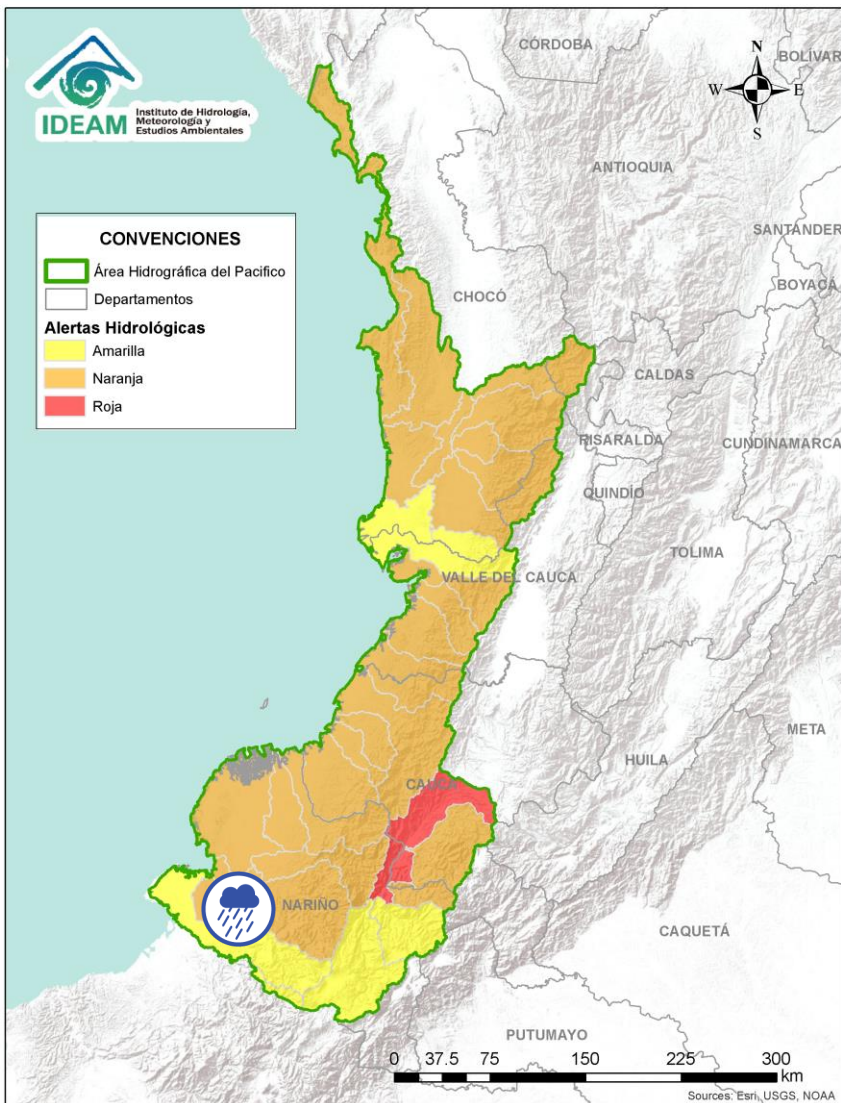 IDEAM
Instituto de Hidrología,
Meteorología y
Estudios Ambientales
CÓRDOBA
BOLÍVAR
N
W
E
S
ANTIOQUIA
SANTANDER
BOYACÁ
CONVENCIONES
Área Hidrográfica del Pacifico
Departamentos
Alertas Hidrológicas
Amarilla
Naranja
Roja
CHOCÓ
CALDAS
RISARALDA
CUNDINAMARCA
QUINDÍO
TOLIMA
VALLE DEL CAUCA
META
HUILA
CAUCA
NARIÑO
CAQUETÁ
PUTUMAYO
0 37.5 75 150 225 300
km
Sources: Esri, USGS, NOAA